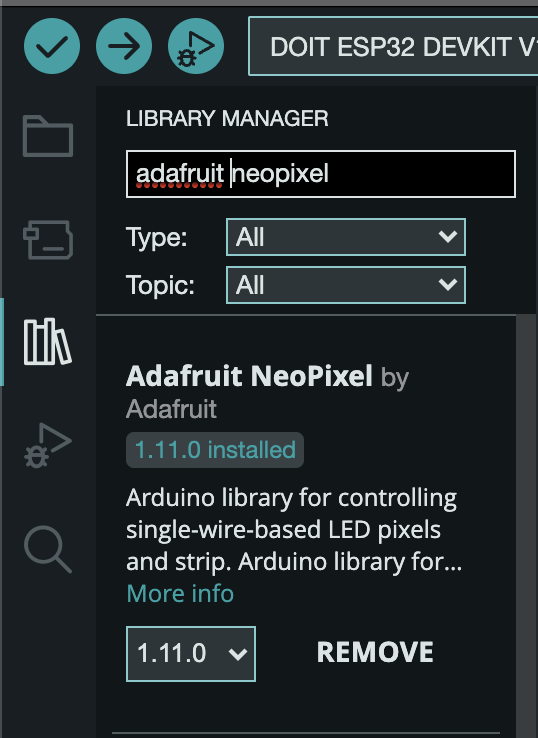 DOIT ESP32 DEVKIT V
LIBRARY MANAGER
adafruit neopixel
Type: All
Topic: All
Adafruit NeoPixel by
Adafruit
1.11.0 installed
Arduino library for controlling
single-wire-based LED pixels
and strip. Arduino library for...
More info
1.11.0 REMOVE